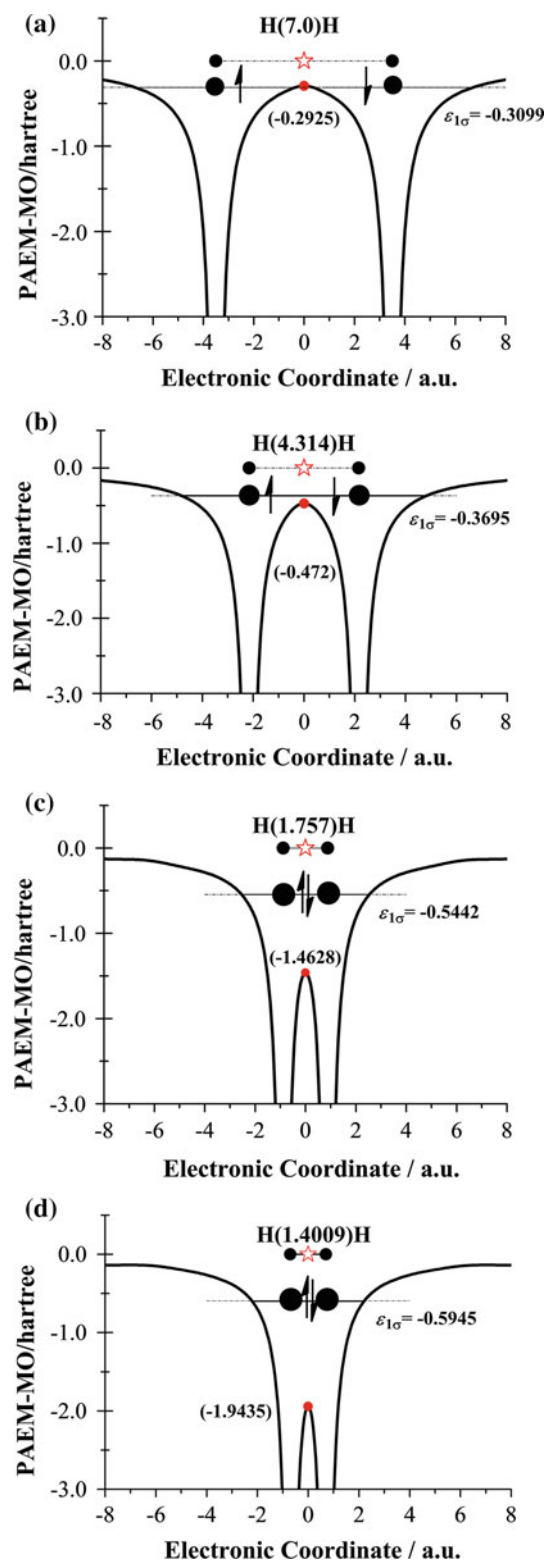 (a)
H(7.0)H
0.0
-1.0
-2.0
-3.0
PAEM-MO/hartree
(-0.2925)
ε1σ= -0.3099
-8 -6 -4 -2 0 2 4 6 8
Electronic Coordinate / a.u.
(b)
H(4.314)H
0.0
-1.0
-2.0
-3.0
PAEM-MO/hartree
(-0.472)
ε1σ= -0.3695
-8 -6 -4 -2 0 2 4 6 8
Electronic Coordinate / a.u.
(c)
H(1.757)H
0.0
-1.0
-2.0
-3.0
PAEM-MO/hartree
ε1σ= -0.5442
(-1.4628)
-8 -6 -4 -2 0 2 4 6 8
Electronic Coordinate / a.u.
(d)
H(1.4009)H
0.0
-1.0
-2.0
-3.0
PAEM-MO/hartree
ε1σ= -0.5945
(-1.9435)
-8 -6 -4 -2 0 2 4 6 8
Electronic Coordinate / a.u.